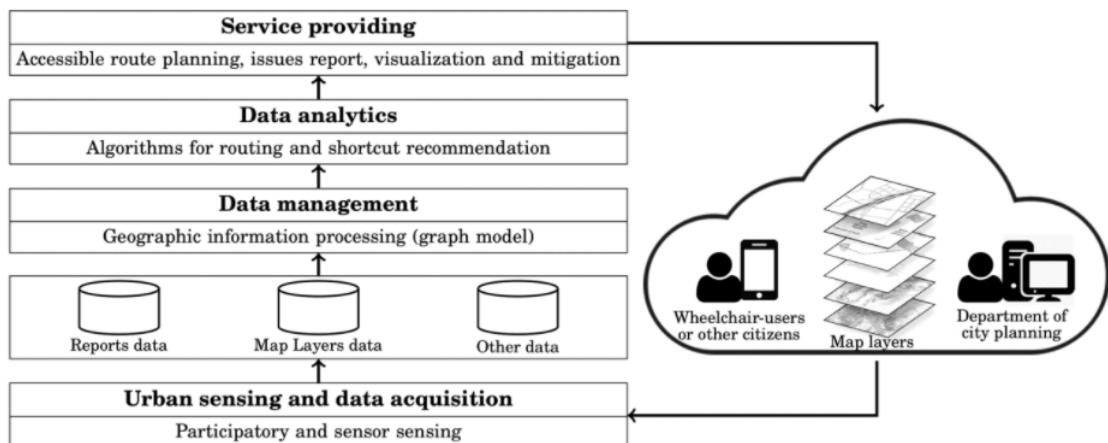 Service providing
Accessible route planning, issues report, visualization and mitigation
Data analytics
Algorithms for routing and shortcut recommendation
Data management
Geographic information processing (graph model)
Reports data
Map Layers data
Other data
Urban sensing and data acquisition
Participatory and sensor sensing
Wheelchair-users
or other citizens
Map layers
Department of
city planning